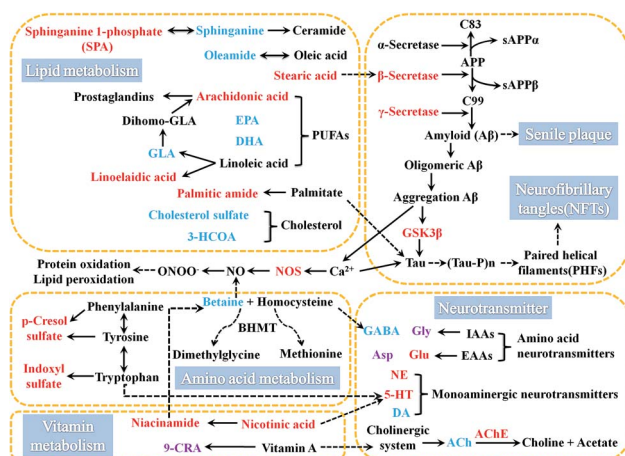 Sphinganine 1-phosphate
(SPA)
Sphinganine
Ceramide
Oleamide
Oleic acid
Lipid metabolism
Stearic acid
Prostaglandins
Arachidonic acid
Dihomo-GLA
EPA
DHA
PUFAs
GLA
Linoleic acid
Linoelaidic acid
Palmitic amide
Palmitate
Cholesterol sulfate
3-HCOA
Cholesterol
C83
α-Secretase
sAPPα
APP
β-Secretase
sAPPβ
C99
γ-Secretase
Amyloid (Aβ)
Senile plaque
Oligomeric Aβ
Aggregation Aβ
Neurofibrillary
tangles(NFTs)
GSK3β
Tau
(Tau-P)n
Paired helical
filaments(PHFs)
Protein oxidation
Lipid peroxidation
ONOO-
NO
NOS
Ca2+
Phenylalanine
p-Cresol
sulfate
Tyrosine
Indoxyl
sulfate
Tryptophan
Betaine + Homocysteine
BHMT
Dimethylglycine
Methionine
Amino acid metabolism
Neurotransmitter
GABA
Gly
IAAs
Asp
Glu
EAAs
Amino acid
neurotransmitters
NE
5-HT
DA
Monoaminergic neurotransmitters
Vitamin
metabolism
Niacinamide
Nicotinic acid
9-CRA
Vitamin A
Cholinergic
system
ACh
AChE
Choline + Acetate